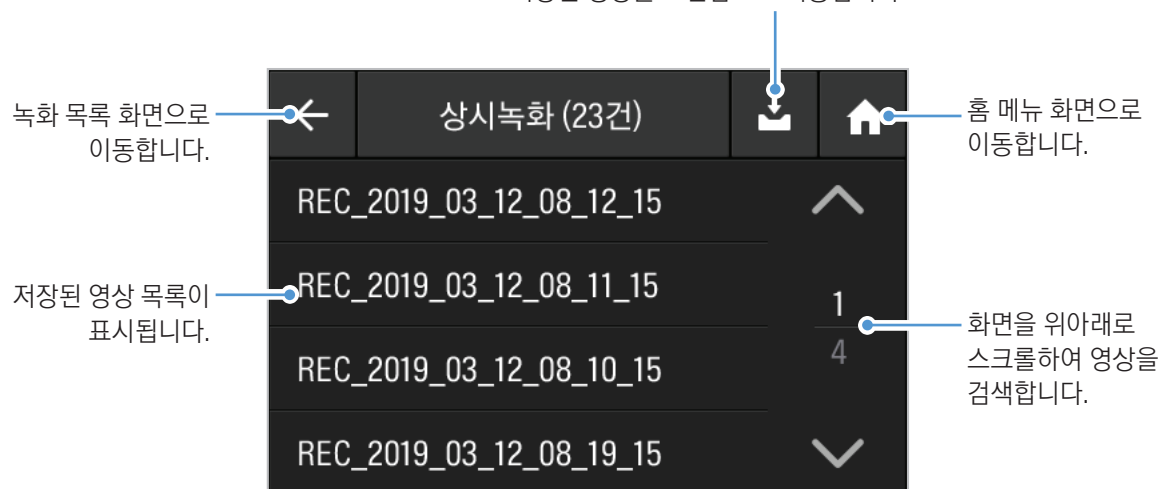 녹화 목록 화면으로
이동합니다.
상시녹화 (23건)
홈 메뉴 화면으로
이동합니다.
REC_2019_03_12_08_12_15
저장된 영상 목록이
표시됩니다.
REC_2019_03_12_08_11_15
1
4
화면을 위아래로
스크롤하여 영상을
검색합니다.
REC_2019_03_12_08_10_15
REC_2019_03_12_08_19_15